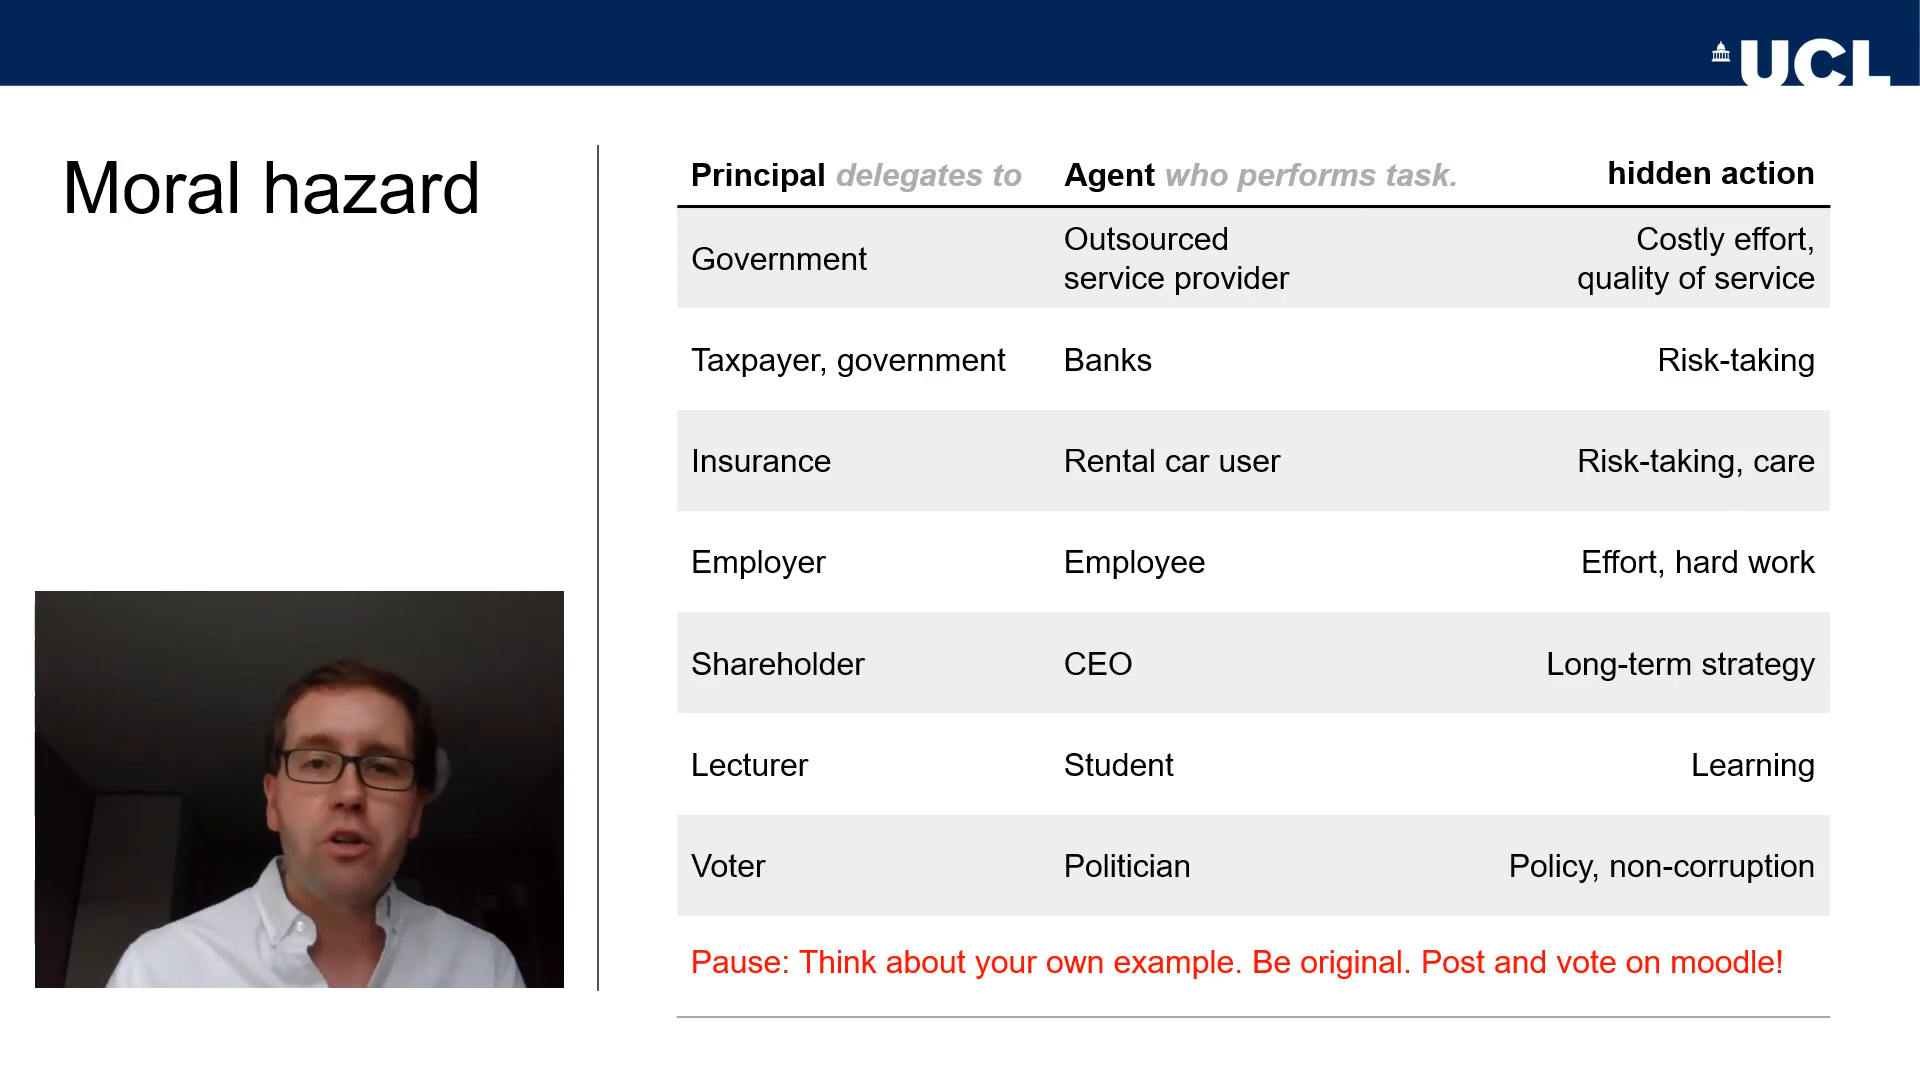 UCL
Moral hazard
Principal delegates to Agent who performs task. hidden action
Government Outsourced service provider Costly effort, quality of service
Taxpayer, government Banks Risk-taking
Insurance Rental car user Risk-taking, care
Employer Employee Effort, hard work
Shareholder CEO Long-term strategy
Lecturer Student Learning
Voter Politician Policy, non-corruption
Pause: Think about your own example. Be original. Post and vote on moodle!